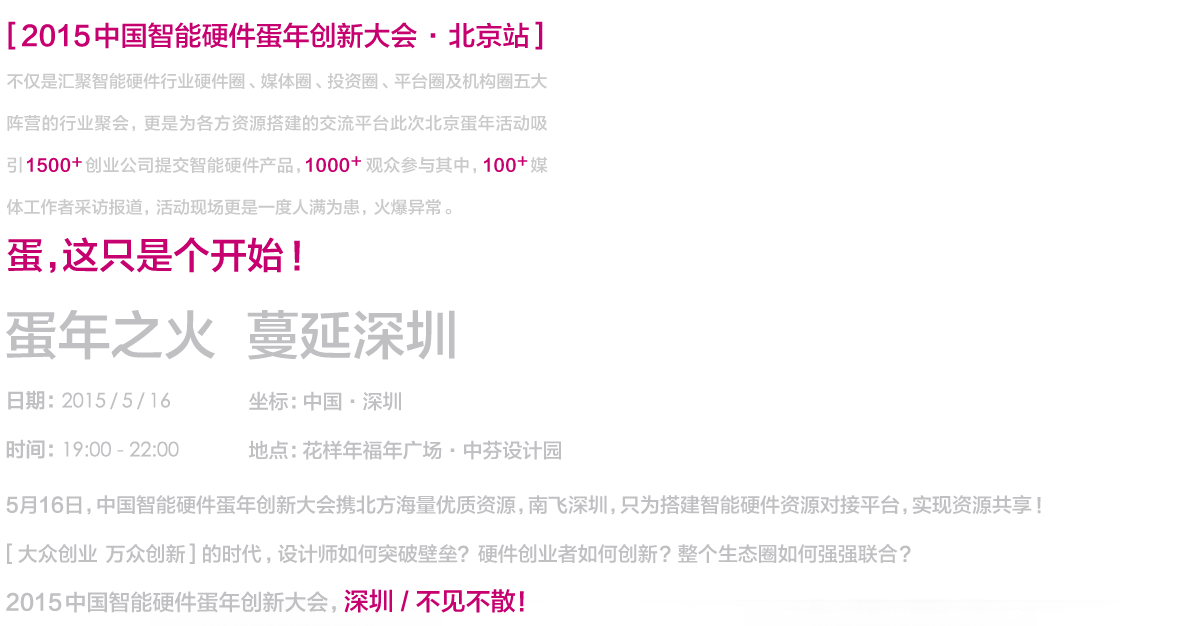 [ 2015中国智能硬件蛋年创新大会 · 北京站 ]
不仅是汇聚智能硬件行业硬件圈、媒体圈、投资圈、平台圈及机构圈五大
阵营的行业聚会，更是为各方资源搭建的交流平台此次北京蛋年活动吸
引1500+创业公司提交智能硬件产品，1000+ 观众参与其中，100+媒
体工作者采访报道，活动现场更是一度人满为患，火爆异常。
蛋，这只是个开始！
蛋年之火 蔓延深圳
日期：2015 / 5 / 16 坐标：中国 · 深圳
时间：19:00 - 22:00 地点：花样年福年广场 · 中芬设计园
5月16日，中国智能硬件蛋年创新大会携北方海量优质资源，南飞深圳，只为搭建智能硬件资源对接平台，实现资源共享！
[ 大众创业 万众创新 ] 的时代，设计师如何突破壁垒？硬件创业者如何创新？整个生态圈如何强强联合？
2015中国智能硬件蛋年创新大会，深圳 / 不见不散！